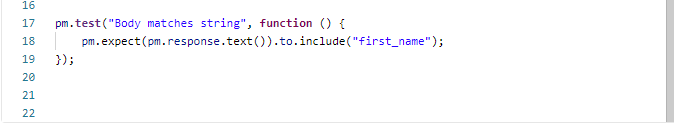 16
17 pm.test("Body matches string", function () {
18     pm.expect(pm.response.text()).to.include("first_name");
19 });
20
21
22